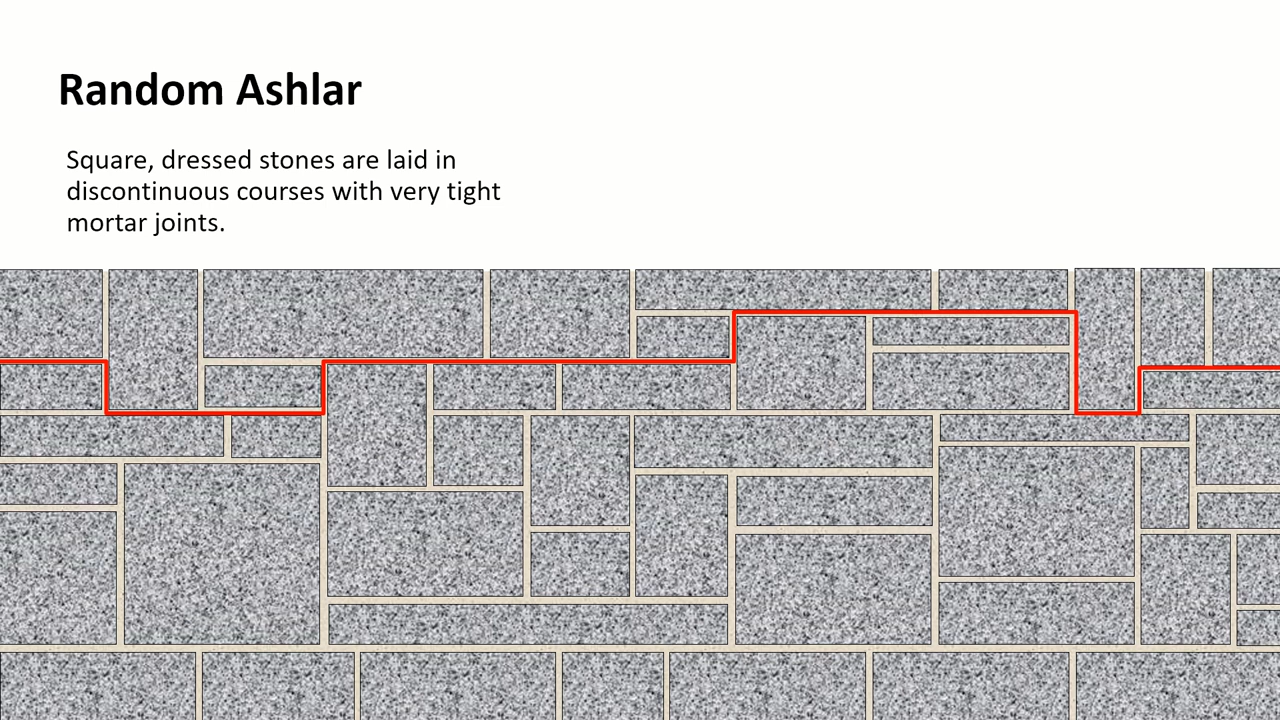 Random Ashlar
Square, dressed stones are laid in
discontinuous courses with very tight
mortar joints.